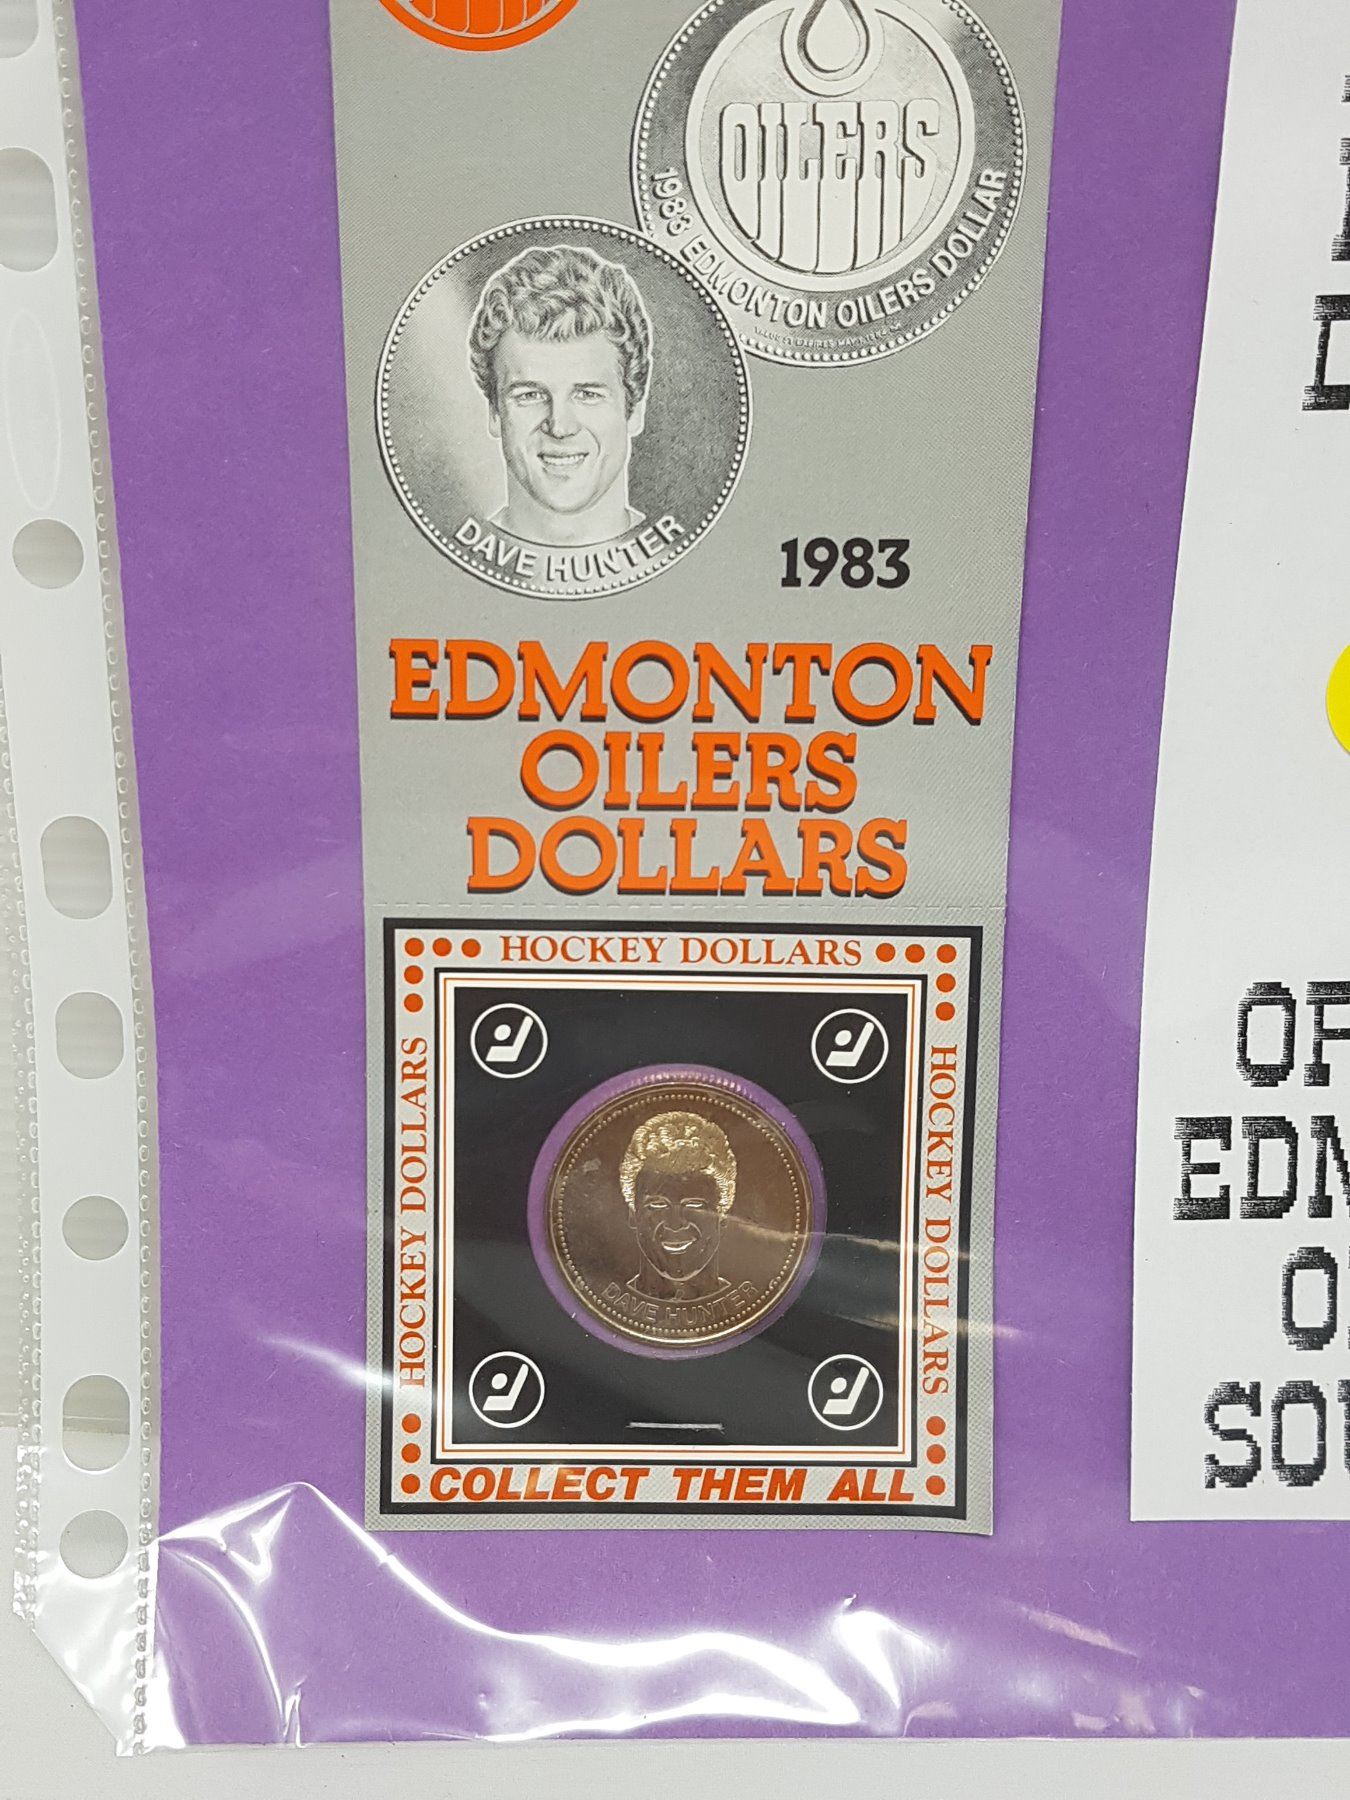 OILERS
1983 EDMONTON OILERS DOLLAR
DAVE HUNTER
1983
EDMONTON
OILERS
DOLLARS
HOCKEY DOLLARS
HOCKEY DOLLARS
HOCKEY DOLLARS
DAVE HUNTER
COLLECT THEM ALL